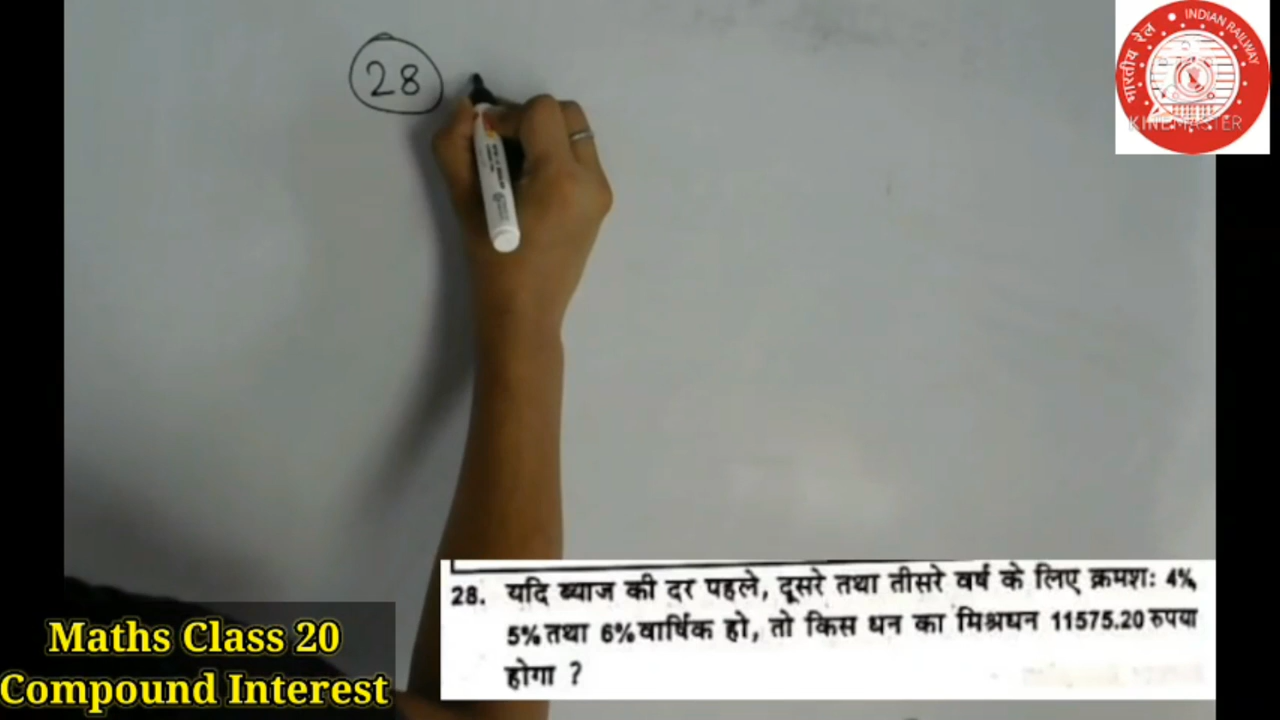 28
INDIAN RAILWAY
भारतीय रेल
KINEMASTER
28. यदि ब्याज की दर पहले, दूसरे तथा तीसरे वर्ष के लिए क्रमशः 4%,
5% तथा 6% वार्षिक हो, तो किस धन का मिश्रधन 11575.20 रुपया
होगा ?
Maths Class 20
Compound Interest